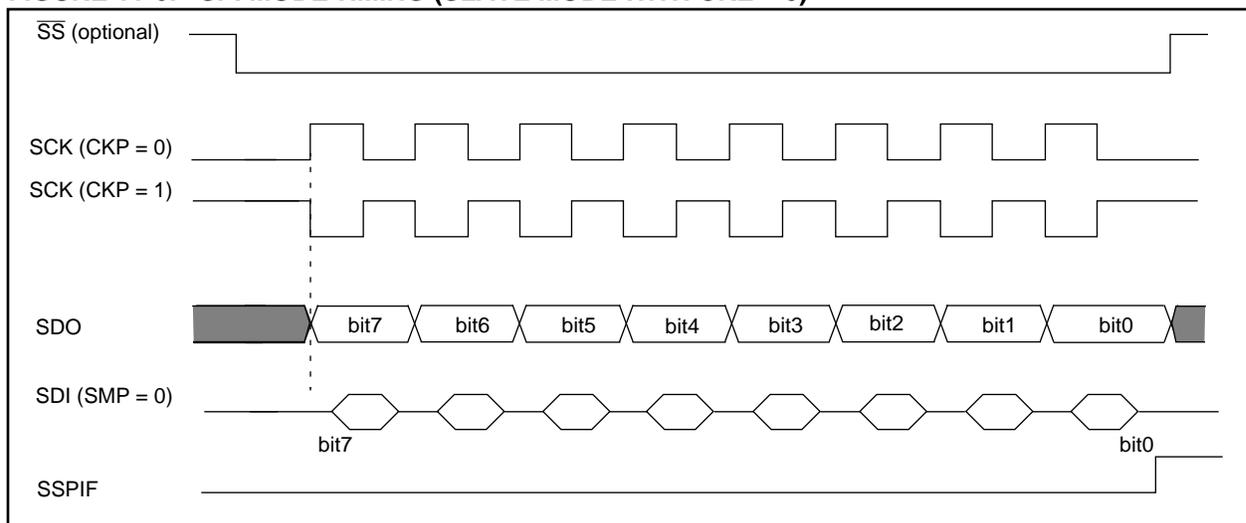 SS (optional)
SCK (CKP = 0)
SCK (CKP = 1)
SDO
bit7 bit6 bit5 bit4 bit3 bit2 bit1 bit0
SDI (SMP = 0)
bit7 bit0
SSPIF